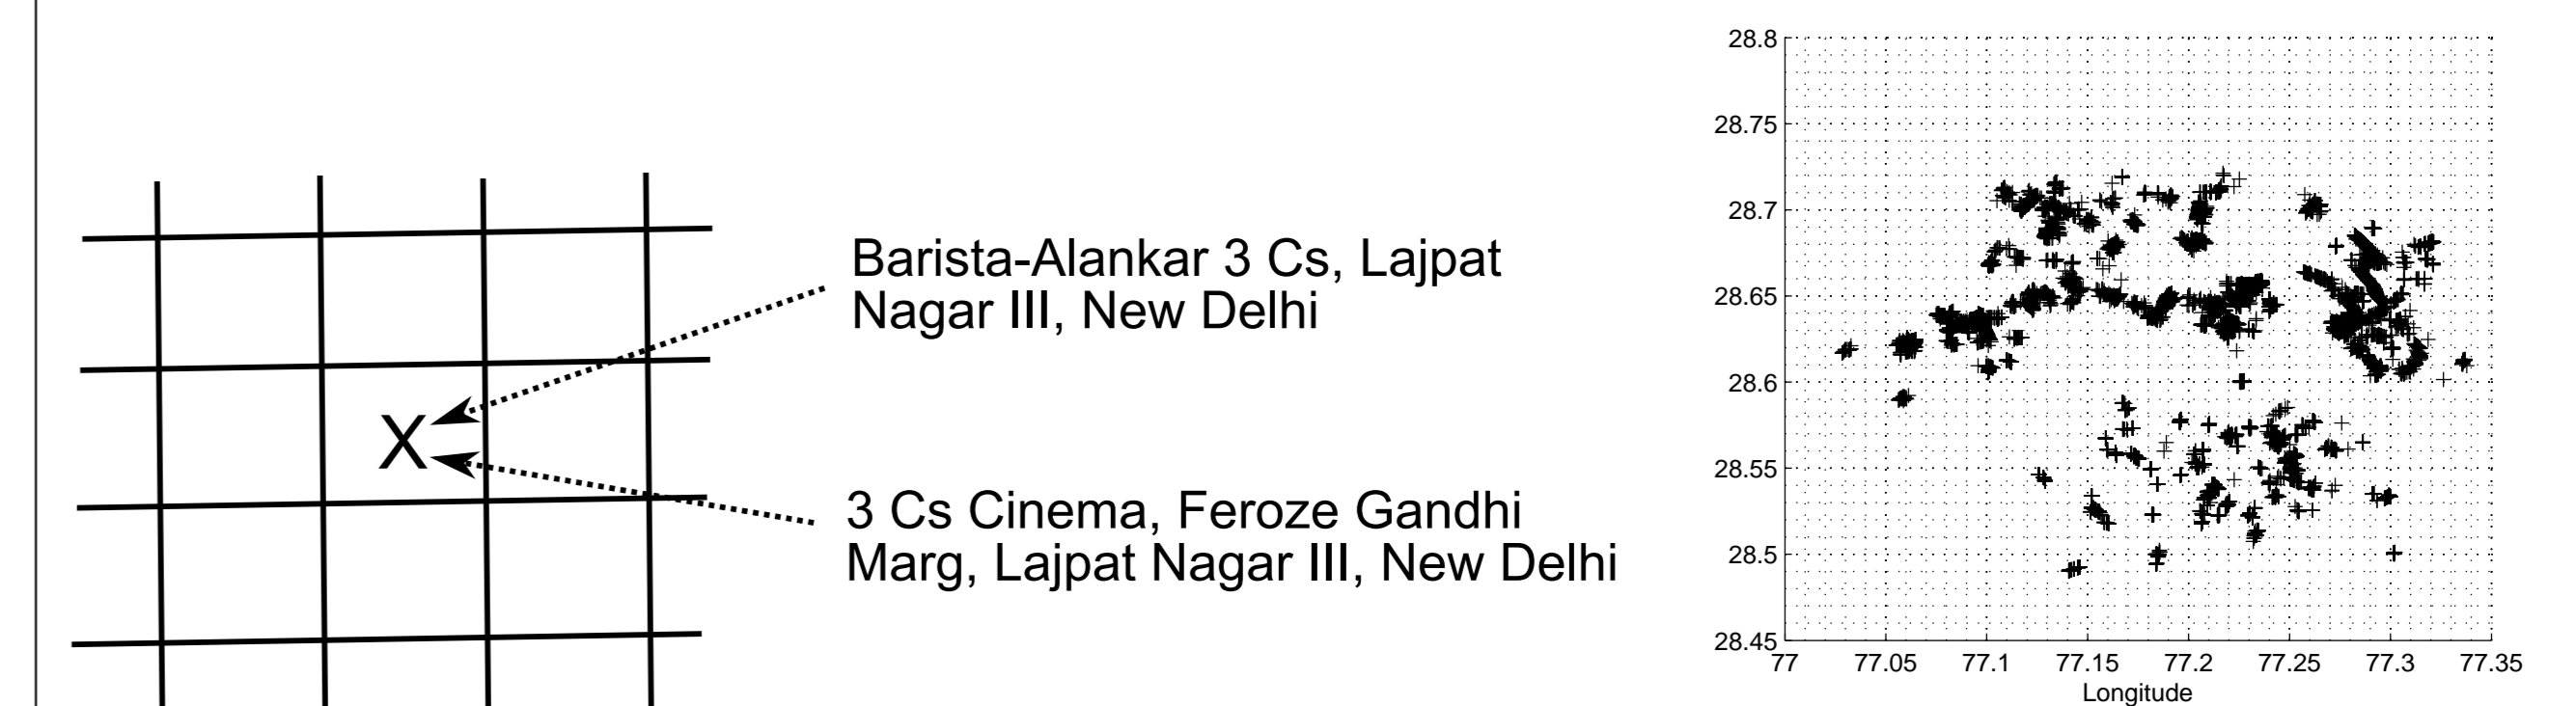 X
Barista-Alankar 3 Cs, Lajpat
Nagar III, New Delhi
3 Cs Cinema, Feroze Gandhi
Marg, Lajpat Nagar III, New Delhi
28.8
28.75
28.7
28.65
28.6
28.55
28.5
28.45
77 77.05 77.1 77.15 77.2 77.25 77.3 77.35
Longitude